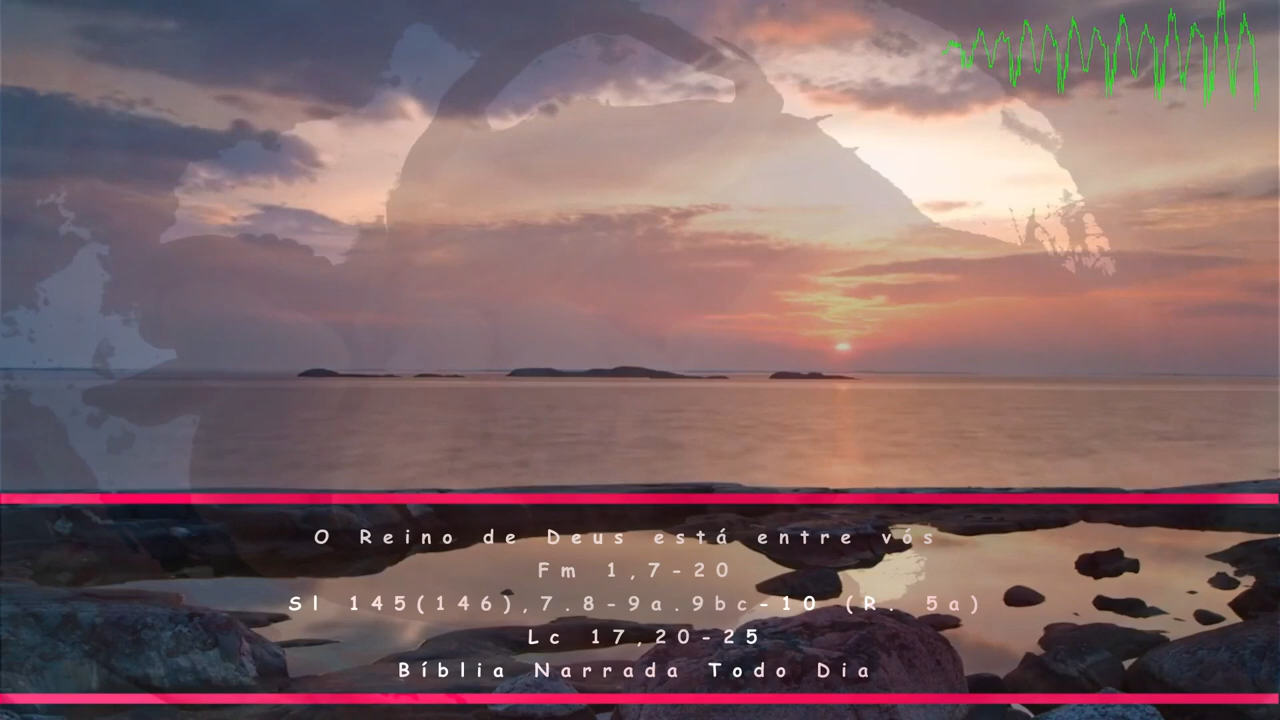 O Reino de Deus está entre vós
Fm 1,7-20
Sl 145(146),7.8-9a.9bc-10 (R. 5a)
Lc 17,20-25
Bíblia Narrada Todo Dia